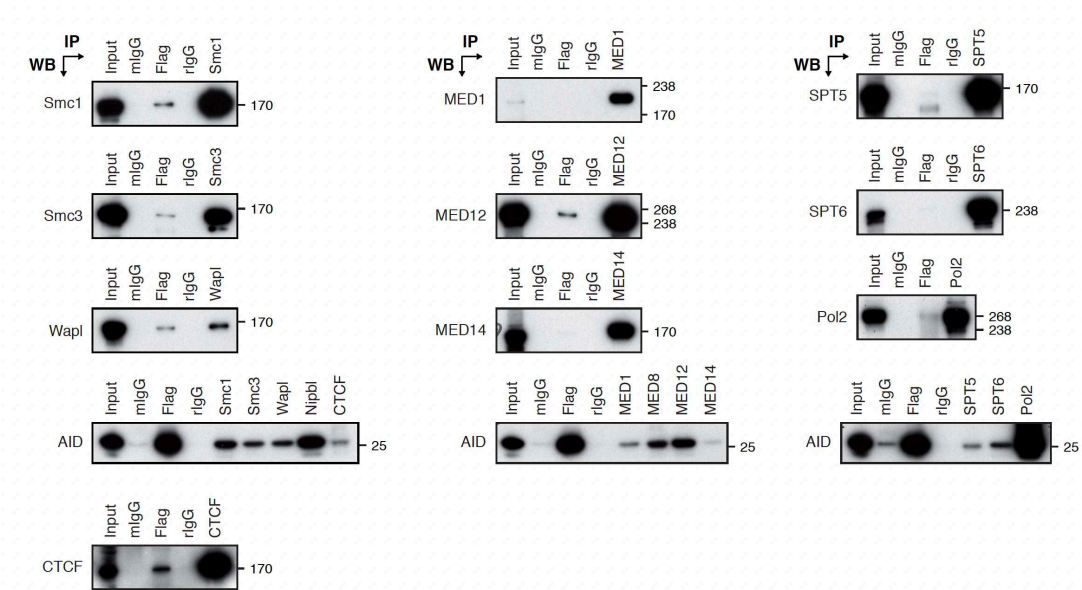 IP
WB
Input mIgG Flag rIgG Smc1
Smc1
170
Input mIgG Flag rIgG Smc3
Smc3
170
Input mIgG Flag rIgG Wapl
Wapl
170
Input mIgG Flag rIgG Smc1 Smc3 Wapl Nipbl CTCF
AID
25
Input mIgG Flag rIgG CTCF
CTCF
170
IP
WB
Input mIgG Flag rIgG MED1
MED1
238
170
Input mIgG Flag rIgG MED12
MED12
268
238
Input mIgG Flag rIgG MED14
MED14
170
Input mIgG Flag rIgG MED1 MED8 MED12 MED14
AID
25
IP
WB
Input mIgG Flag rIgG SPT5
SPT5
170
Input mIgG Flag rIgG SPT6
SPT6
238
Input mIgG Flag Pol2
Pol2
268
238
Input mIgG Flag rIgG SPT5 SPT6 Pol2
AID
25